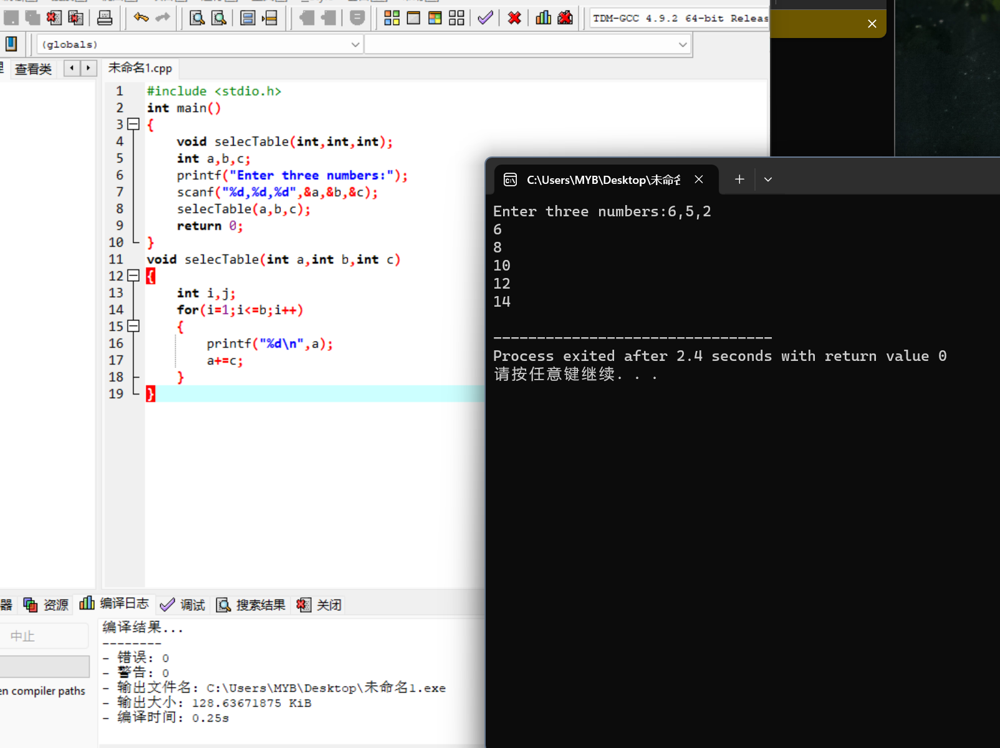 TDM-GCC 4.9.2 64-bit Releas
(globals)
查看类
未命名1.cpp
1 #include <stdio.h>
2 int main()
3 {
4 void selecTable(int,int,int);
5 int a,b,c;
6 printf("Enter three numbers:");
7 scanf("%d,%d,%d",&a,&b,&c);
8 selecTable(a,b,c);
9 return 0;
10 }
11 void selecTable(int a,int b,int c)
12 {
13 int i,j;
14 for(i=1;i<=b;i++)
15 {
16 printf("%d\n",a);
17 a+=c;
18 }
19 }
C:\Users\MYB\Desktop\未命名
Enter three numbers:6,5,2
6
8
10
12
14
--------------------------------
Process exited after 2.4 seconds with return value 0
请按任意键继续. . .
器 资源 编译日志 调试 搜索结果 关闭
中止
en compiler paths
编译结果...
--------
- 错误: 0
- 警告: 0
- 输出文件名: C:\Users\MYB\Desktop\未命名1.exe
- 输出大小: 128.63671875 KiB
- 编译时间: 0.25s